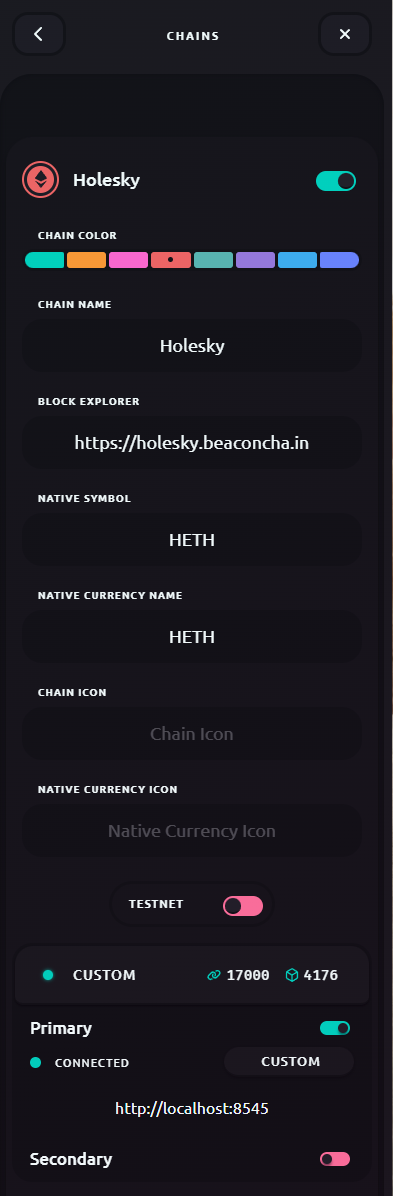 CHAINS
Holesky
CHAIN COLOR
CHAIN NAME
Holesky
BLOCK EXPLORER
https://holesky.beaconcha.in
NATIVE SYMBOL
HETH
NATIVE CURRENCY NAME
HETH
CHAIN ICON
Chain Icon
NATIVE CURRENCY ICON
Native Currency Icon
TESTNET
CUSTOM 17000 4176
Primary
CONNECTED CUSTOM
http://localhost:8545
Secondary